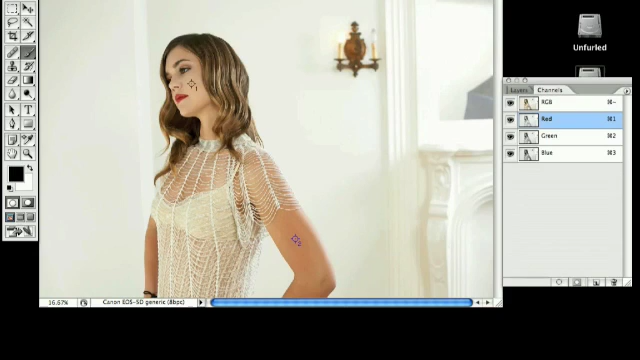 Unfurled
Layers Channels
RGB ⌘~
Red ⌘1
Green ⌘2
Blue ⌘3
16.67% Canon EOS-5D generic (8bpc)